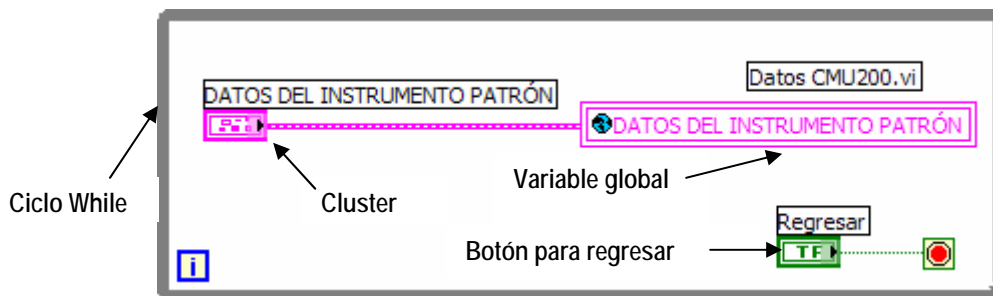 Datos CMU200.vi
DATOS DEL INSTRUMENTO PATRÓN
DATOS DEL INSTRUMENTO PATRÓN
Ciclo While
Cluster
Variable global
Regresar
Botón para regresar
TF
i